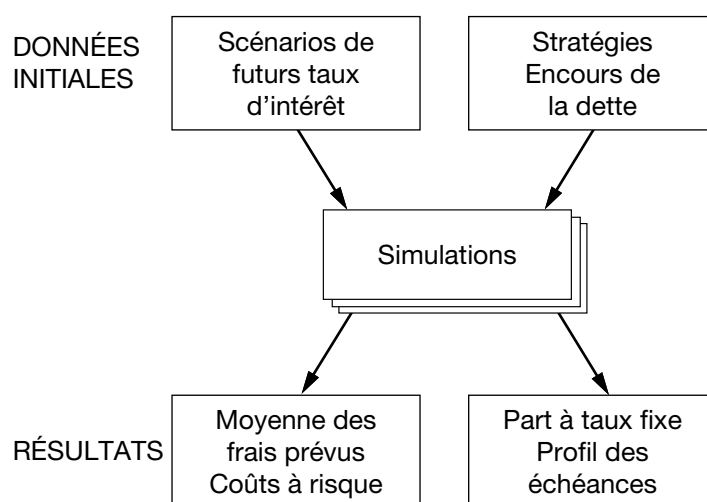 DONNÉES
INITIALES
Scénarios de
futurs taux
d'intérêt
Stratégies
Encours de
la dette
Simulations
RÉSULTATS
Moyenne des
frais prévus
Coûts à risque
Part à taux fixe
Profil des
échéances